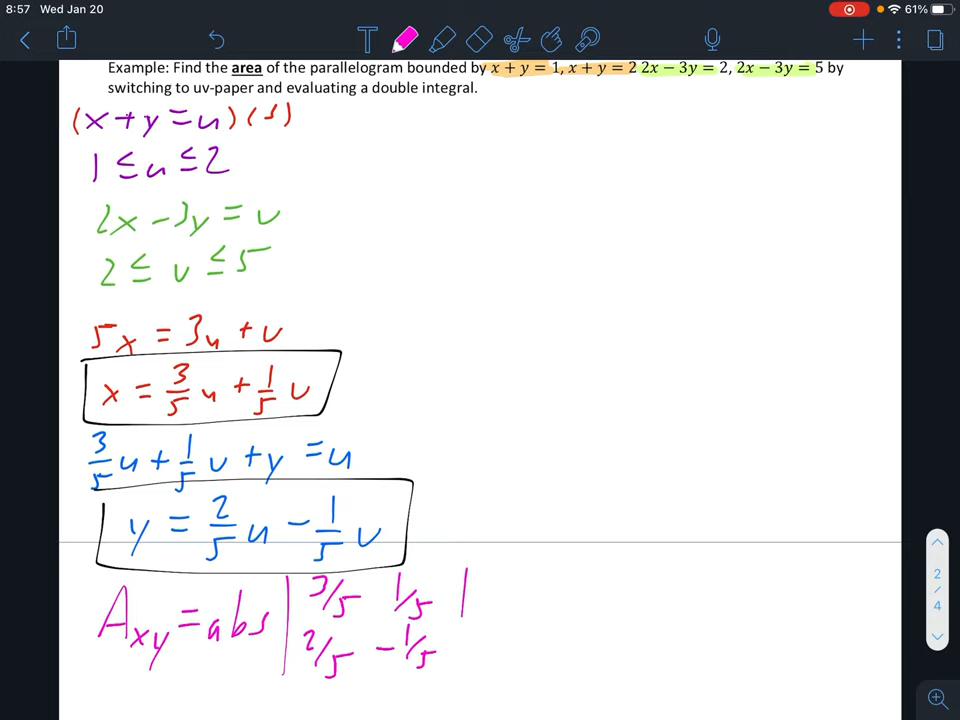 8:57 Wed Jan 20 61%
T
Example: Find the area of the parallelogram bounded by x + y = 1, x + y = 2 2x − 3y = 2, 2x − 3y = 5 by
switching to uv-paper and evaluating a double integral.
(x + y = u)(3)
1 ≤ u ≤ 2
2x − 3y = v
2 ≤ v ≤ 5
5x = 3u + v
x = 3/5 u + 1/5 v
3/5 u + 1/5 v + y = u
y = 2/5 u − 1/5 v
A_xy = abs | 3/5 1/5 |
2/5 − 1/5
2
/
4